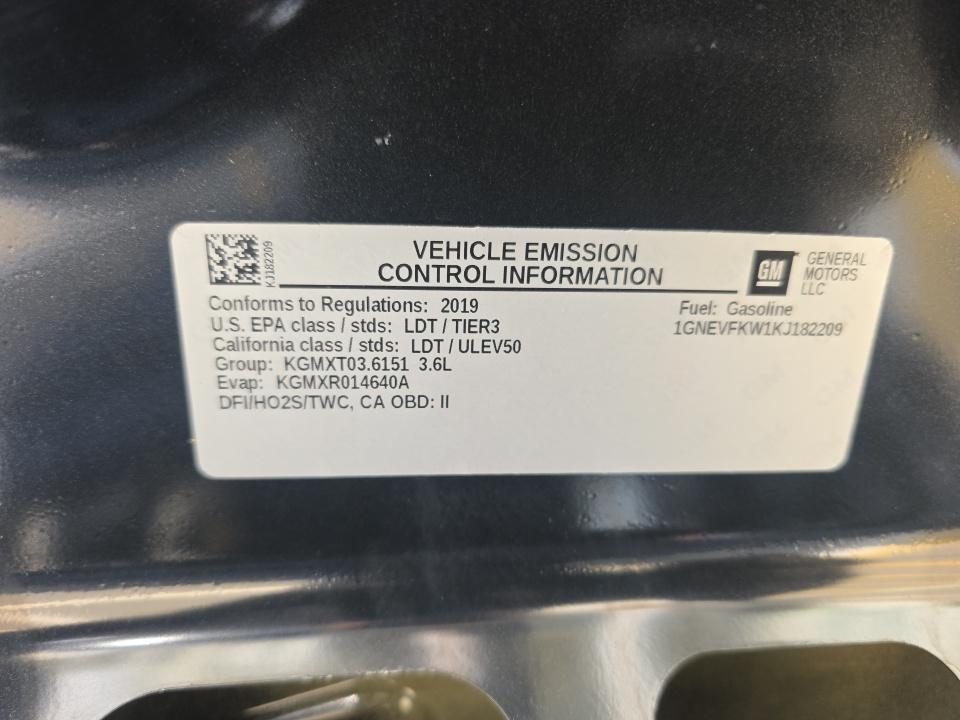 KJ182209
VEHICLE EMISSION
CONTROL INFORMATION
GM
GENERAL
MOTORS
LLC
Conforms to Regulations: 2019
U.S. EPA class / stds: LDT / TIER3
California class / stds: LDT / ULEV50
Group: KGMXT03.6151 3.6L
Evap: KGMXR014640A
DFI/HO2S/TWC, CA OBD: II
Fuel: Gasoline
1GNEVFKW1KJ182209